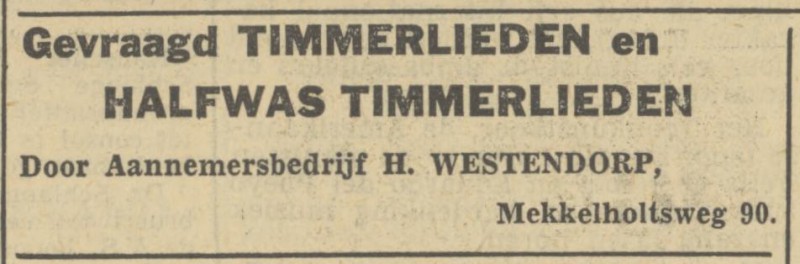 Gevraagd TIMMERLIEDEN en
HALFWAS TIMMERLIEDEN
Door Aannemersbedrijf H. WESTENDORP,
Mekkelholtsweg 90.